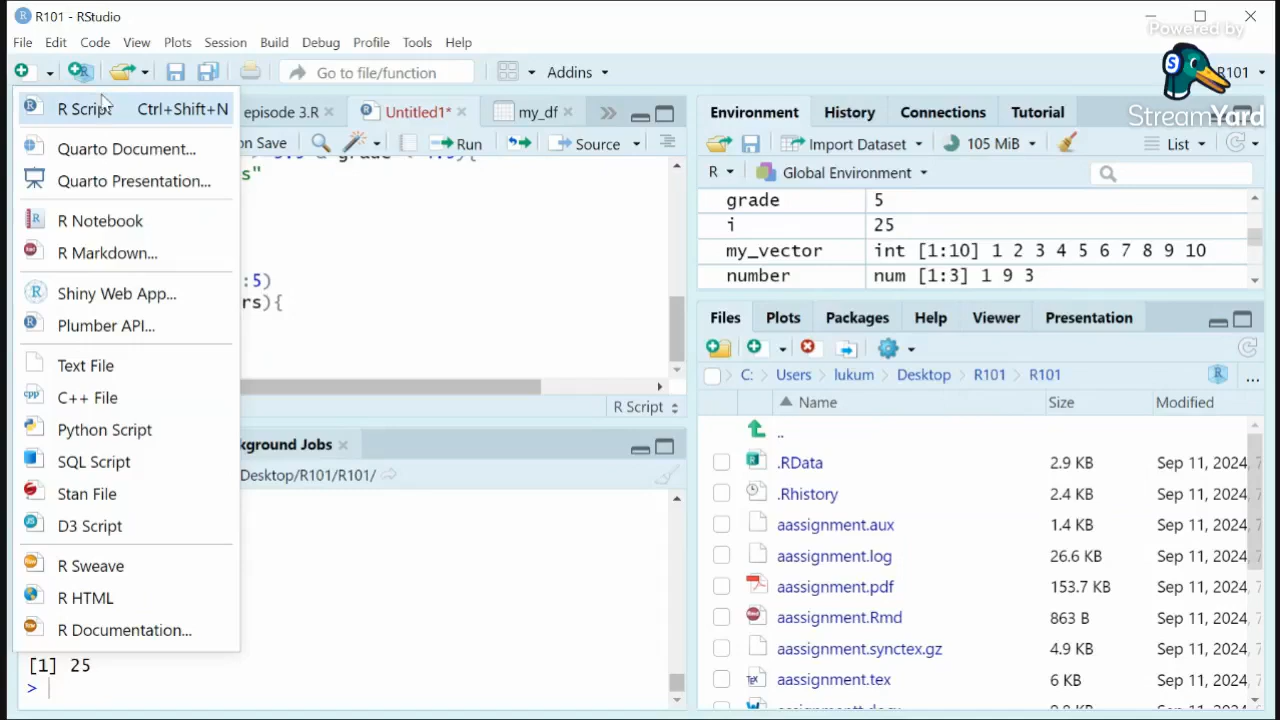 R101 - RStudio
Powered by
File Edit Code View Plots Session Build Debug Profile Tools Help
Go to file/function Addins R101
StreamYard
R Script Ctrl+Shift+N
Quarto Document...
Quarto Presentation...
R Notebook
R Markdown...
Shiny Web App...
Plumber API...
Text File
C++ File
Python Script
SQL Script
Stan File
D3 Script
R Sweave
R HTML
R Documentation...
episode 3.R Untitled1* my_df
on Save Run Source
s"
:5)
rs){
R Script
kground Jobs
Desktop/R101/R101/
[1] 25
>
Environment History Connections Tutorial
Import Dataset 105 MiB List
R Global Environment
grade 5
i 25
my_vector int [1:10] 1 2 3 4 5 6 7 8 9 10
number num [1:3] 1 9 3
Files Plots Packages Help Viewer Presentation
C: Users lukum Desktop R101 R101 ...
Name Size Modified
..
.RData 2.9 KB Sep 11, 2024,
.Rhistory 2.4 KB Sep 11, 2024,
aassignment.aux 1.4 KB Sep 11, 2024,
aassignment.log 26.6 KB Sep 11, 2024,
aassignment.pdf 153.7 KB Sep 11, 2024,
aassignment.Rmd 863 B Sep 11, 2024,
aassignment.synctex.gz 4.9 KB Sep 11, 2024,
aassignment.tex 6 KB Sep 11, 2024,